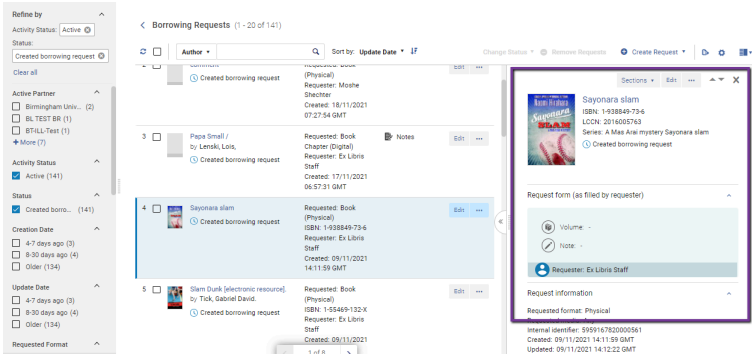 Refine by
Activity Status: Active
Status:
Created borrowing request
Clear all
Active Partner
Birmingham Univ... (2)
BL TEST BR (1)
BT-ILL-Test (1)
+ More (7)
Activity Status
Active (141)
Status
Created borro... (141)
Creation Date
4-7 days ago (3)
8-30 days ago (4)
Older (134)
Update Date
4-7 days ago (3)
8-30 days ago (4)
Older (134)
Requested Format
Borrowing Requests (1 - 20 of 141)
Author
Sort by: Update Date
Change Status
Remove Requests
Create Request
2
Created borrowing request
Requested: Book
(Physical)
Requester: Moshe
Shechter
Created: 18/11/2021
07:27:54 GMT
Edit
3
Papa Small /
by Lenski, Lois,
Created borrowing request
Requested: Book
Chapter (Digital)
Requester: Ex Libris
Staff
Created: 17/11/2021
06:57:31 GMT
Notes
4
Sayonara slam
Created borrowing request
Requested: Book
(Physical)
ISBN: 1-938849-73-6
Requester: Ex Libris
Staff
Created: 09/11/2021
14:11:59 GMT
Edit
5
Slam Dunk [electronic resource].
by Tick, Gabriel David.
Created borrowing request
Requested: Book
(Physical)
ISBN: 1-55469-132-X
Requester: Ex Libris
Staff
Created: 09/11/2021
Edit
1 of 8
Sections
Edit
Naomi Hirahara
Sayonara
SLAM
Sayonara slam
ISBN: 1-938849-73-6
LCCN: 2016005763
Series: A Mas Arai mystery Sayonara slam
Created borrowing request
Request form (as filled by requester)
Volume: -
Note: -
Requester: Ex Libris Staff
Request information
Requested format: Physical
Internal identifier: 5959167820000561
Created: 09/11/2021 14:11:59 GMT
Updated: 09/11/2021 14:12:22 GMT